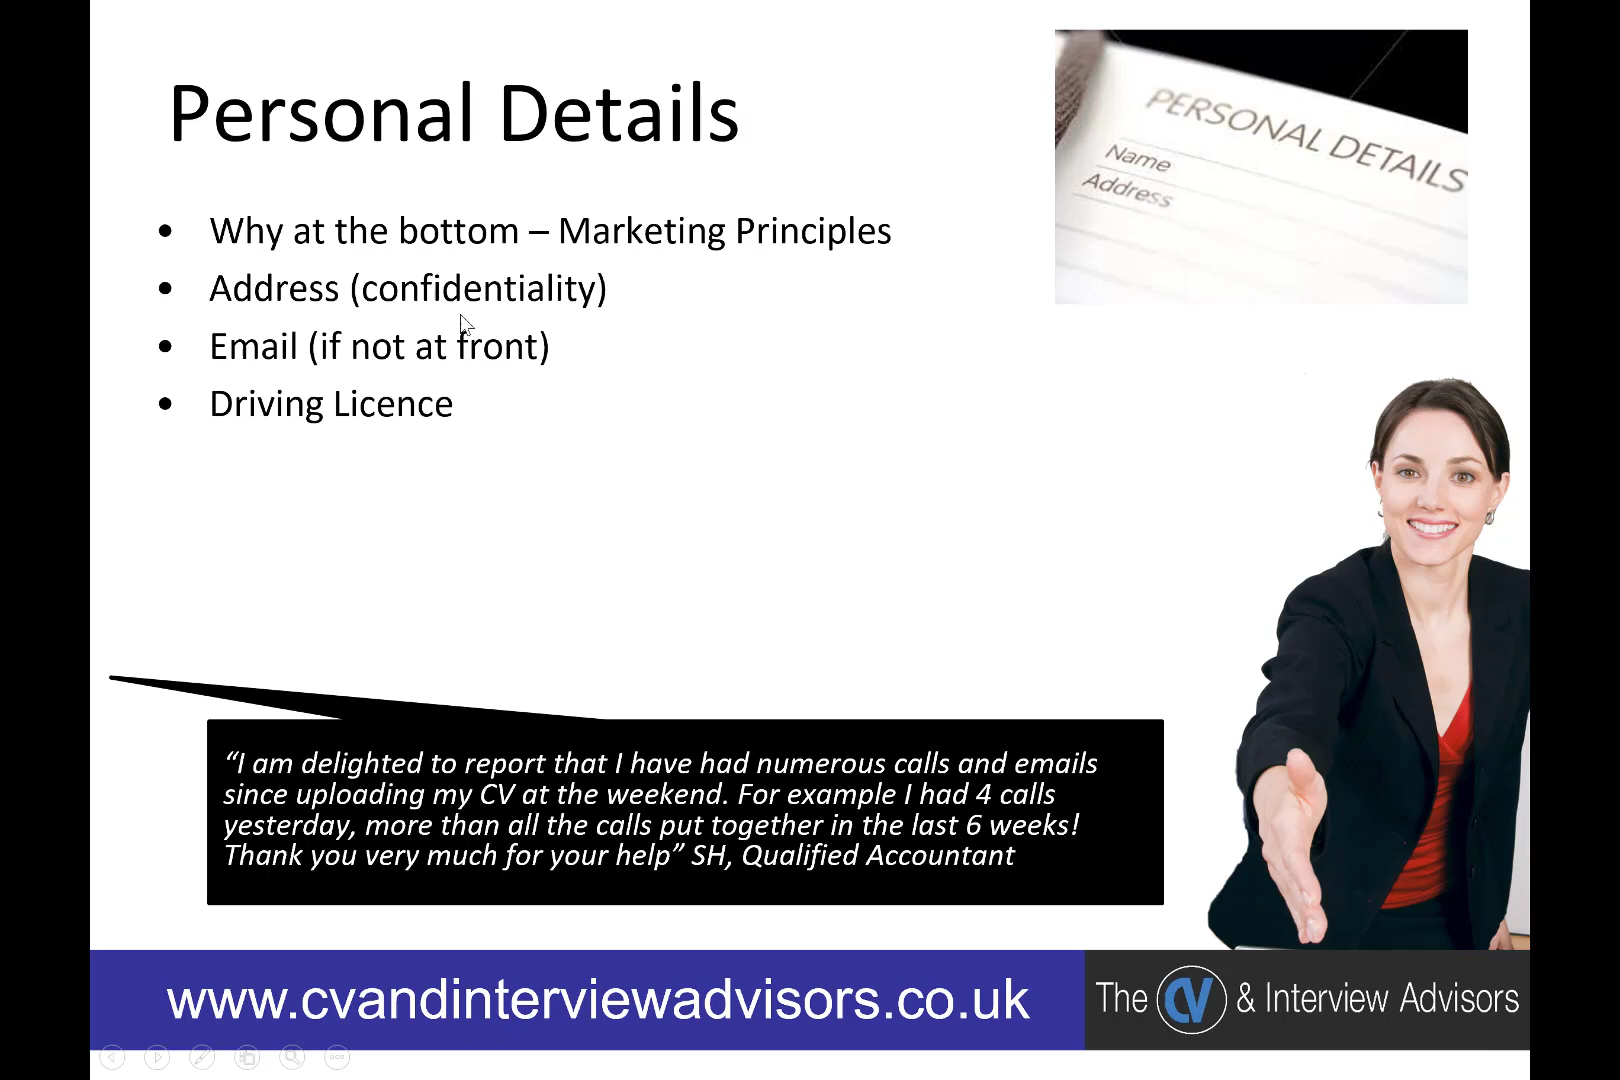 Personal Details
PERSONAL DETAILS
Name
Address
• Why at the bottom – Marketing Principles
• Address (confidentiality)
• Email (if not at front)
• Driving Licence
“I am delighted to report that I have had numerous calls and emails
since uploading my CV at the weekend. For example I had 4 calls
yesterday, more than all the calls put together in the last 6 weeks!
Thank you very much for your help” SH, Qualified Accountant
www.cvandinterviewadvisors.co.uk
The CV & Interview Advisors